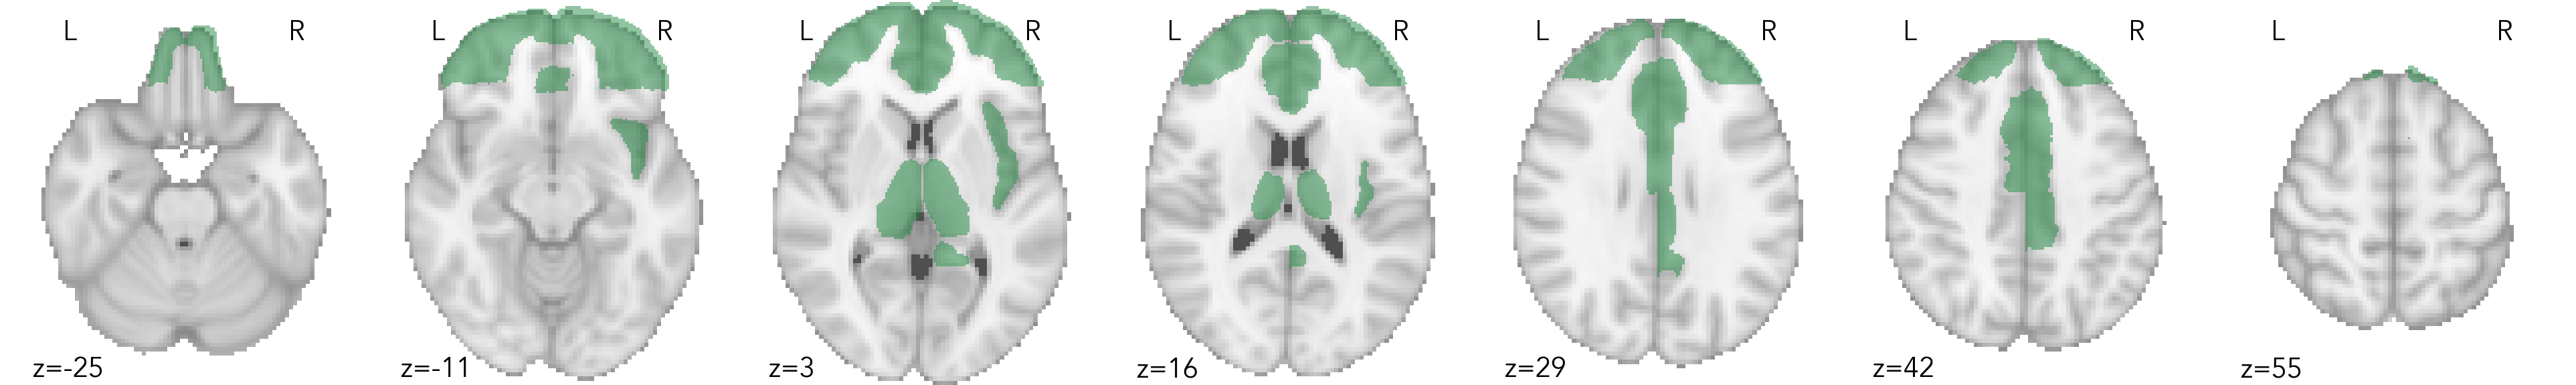 L R L R L R L R L R L R L R
z=-25 z=-11 z=3 z=16 z=29 z=42 z=55